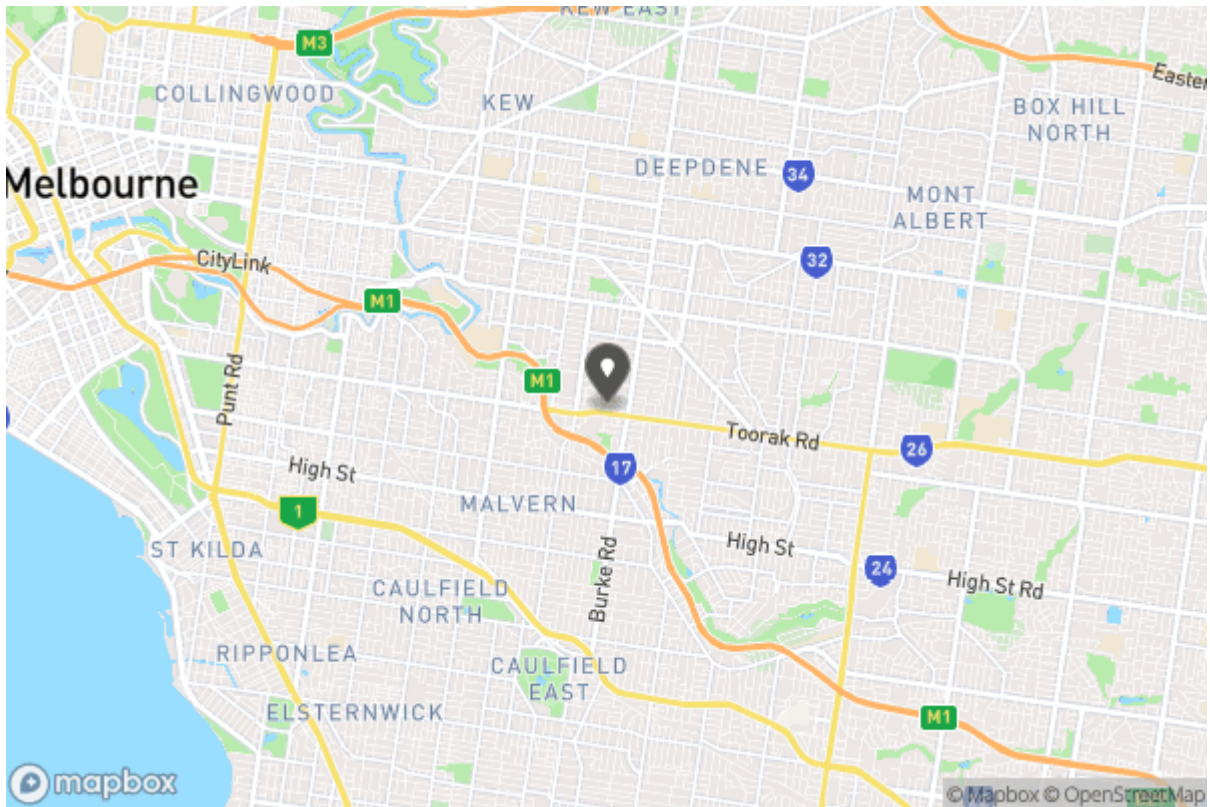 KEW EAST
M3
COLLINGWOOD
KEW
Easter
BOX HILL
NORTH
DEEPDENE
34
Melbourne
MONT
ALBERT
CityLink
32
M1
Punt Rd
M1
Toorak Rd
26
High St
17
MALVERN
1
ST KILDA
High St
Burke Rd
24
High St Rd
CAULFIELD
NORTH
RIPPONLEA
CAULFIELD
EAST
ELSTERNWICK
M1
mapbox
© Mapbox © OpenStreetMap